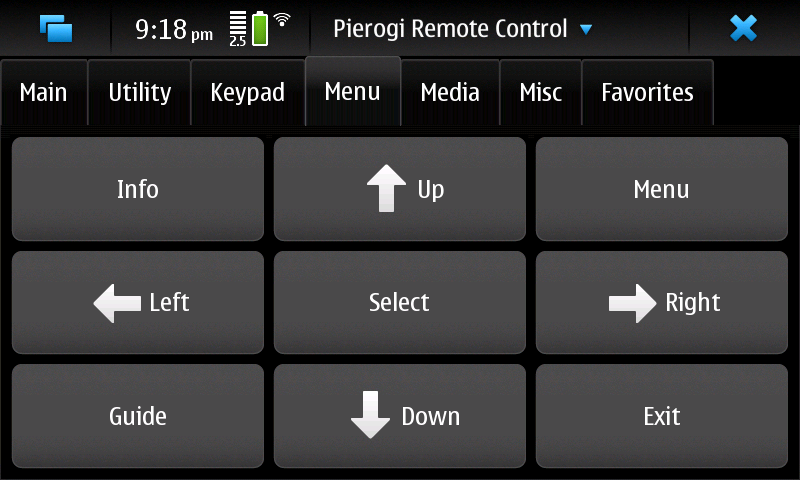 9:18 pm 2.5 Pierogi Remote Control
Main Utility Keypad Menu Media Misc Favorites
Info Up Menu
Left Select Right
Guide Down Exit